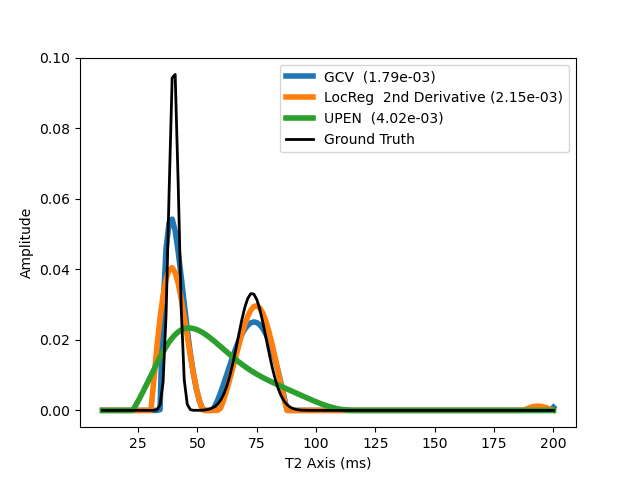 0.10
0.08
0.06
0.04
0.02
0.00
Amplitude
GCV  (1.79e-03)
LocReg  2nd Derivative (2.15e-03)
UPEN  (4.02e-03)
Ground Truth
25 50 75 100 125 150 175 200
T2 Axis (ms)